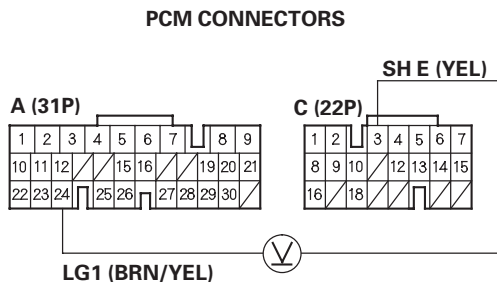 PCM CONNECTORS
SH E (YEL)
A (31P)
C (22P)
1 2 3 4 5 6 7 8 9
10 11 12 15 16 19 20 21
22 23 24 25 26 27 28 29 30
1 2 3 4 5 6 7
8 9 10 12 13 14 15
16 18
V
LG1 (BRN/YEL)